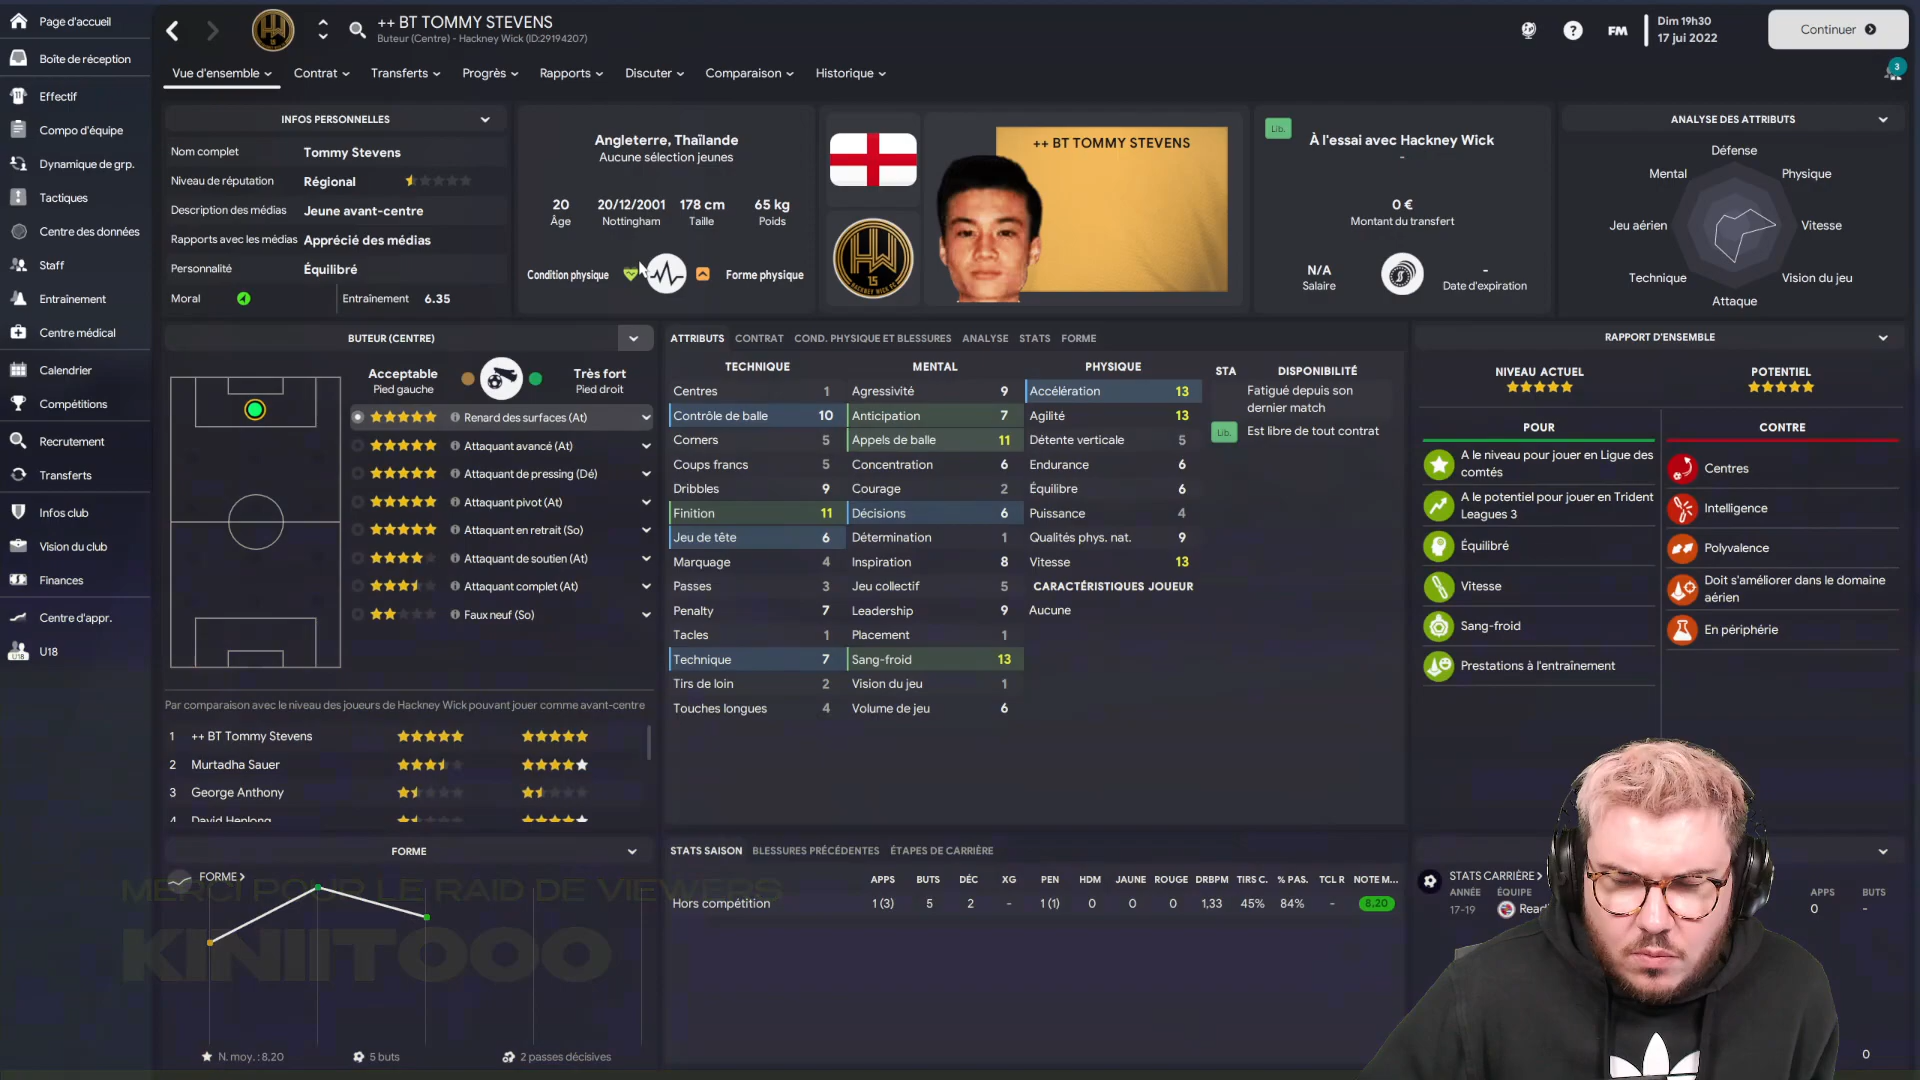 Page d'accueil
Boîte de réception
Effectif
Compo d'équipe
Dynamique de grp.
Tactiques
Centre des données
Staff
Entraînement
Centre médical
Calendrier
Compétitions
Recrutement
Transferts
Infos club
Vision du club
Finances
Centre d'appr.
U18
++ BT TOMMY STEVENS
Buteur (Centre) - Hackney Wick (ID:29194207)
FM
Dim 19h30
17 jui 2022
Continuer
3
Vue d'ensemble Contrat Transferts Progrès Rapports Discuter Comparaison Historique
INFOS PERSONNELLES
Nom complet Tommy Stevens
Niveau de réputation Régional
Description des médias Jeune avant-centre
Rapports avec les médias Apprécié des médias
Personnalité Équilibré
Moral Entraînement 6.35
Angleterre, Thaïlande
Aucune sélection jeunes
20 20/12/2001 178 cm 65 kg
Âge Nottingham Taille Poids
Condition physique Forme physique
++ BT TOMMY STEVENS
Lib. À l'essai avec Hackney Wick
-
0 €
Montant du transfert
N/A -
Salaire Date d'expiration
ANALYSE DES ATTRIBUTS
Défense
Mental Physique
Jeu aérien Vitesse
Technique Vision du jeu
Attaque
BUTEUR (CENTRE)
Acceptable Très fort
Pied gauche Pied droit
Renard des surfaces (At)
Attaquant avancé (At)
Attaquant de pressing (Dé)
Attaquant pivot (At)
Attaquant en retrait (So)
Attaquant de soutien (At)
Attaquant complet (At)
Faux neuf (So)
Par comparaison avec le niveau des joueurs de Hackney Wick pouvant jouer comme avant-centre
1 ++ BT Tommy Stevens
2 Murtadha Sauer
3 George Anthony
4 David Henlong
ATTRIBUTS CONTRAT COND. PHYSIQUE ET BLESSURES ANALYSE STATS FORME
TECHNIQUE MENTAL PHYSIQUE STA DISPONIBILITÉ
Centres 1 Agressivité 9 Accélération 13 Fatigué depuis son
dernier match
Contrôle de balle 10 Anticipation 7 Agilité 13
Corners 5 Appels de balle 11 Détente verticale 5 Lib. Est libre de tout contrat
Coups francs 5 Concentration 6 Endurance 6
Dribbles 9 Courage 2 Équilibre 6
Finition 11 Décisions 6 Puissance 4
Jeu de tête 6 Détermination 1 Qualités phys. nat. 9
Marquage 4 Inspiration 8 Vitesse 13
Passes 3 Jeu collectif 5 CARACTÉRISTIQUES JOUEUR
Penalty 7 Leadership 9 Aucune
Tacles 1 Placement 1
Technique 7 Sang-froid 13
Tirs de loin 2 Vision du jeu 1
Touches longues 4 Volume de jeu 6
RAPPORT D'ENSEMBLE
NIVEAU ACTUEL POTENTIEL
POUR CONTRE
A le niveau pour jouer en Ligue des
comtés
A le potentiel pour jouer en Trident
Leagues 3
Équilibré
Vitesse
Sang-froid
Prestations à l'entraînement
Centres
Intelligence
Polyvalence
Doit s'améliorer dans le domaine
aérien
En périphérie
FORME
FORME
MERCI POUR LE RAID DE VIEWERS
KINIITOOO
N. moy. : 8,20 5 buts 2 passes décisives
STATS SAISON BLESSURES PRÉCÉDENTES ÉTAPES DE CARRIÈRE
APPS BUTS DÉC XG PEN HDM JAUNE ROUGE DRBPM TIRS C. % PAS. TCL R NOTE M...
Hors compétition 1 (3) 5 2 - 1 (1) 0 0 0 1,33 45% 84% - 8,20
STATS CARRIÈRE
ANNÉE ÉQUIPE APPS BUTS
17-19 Read 0 -
0